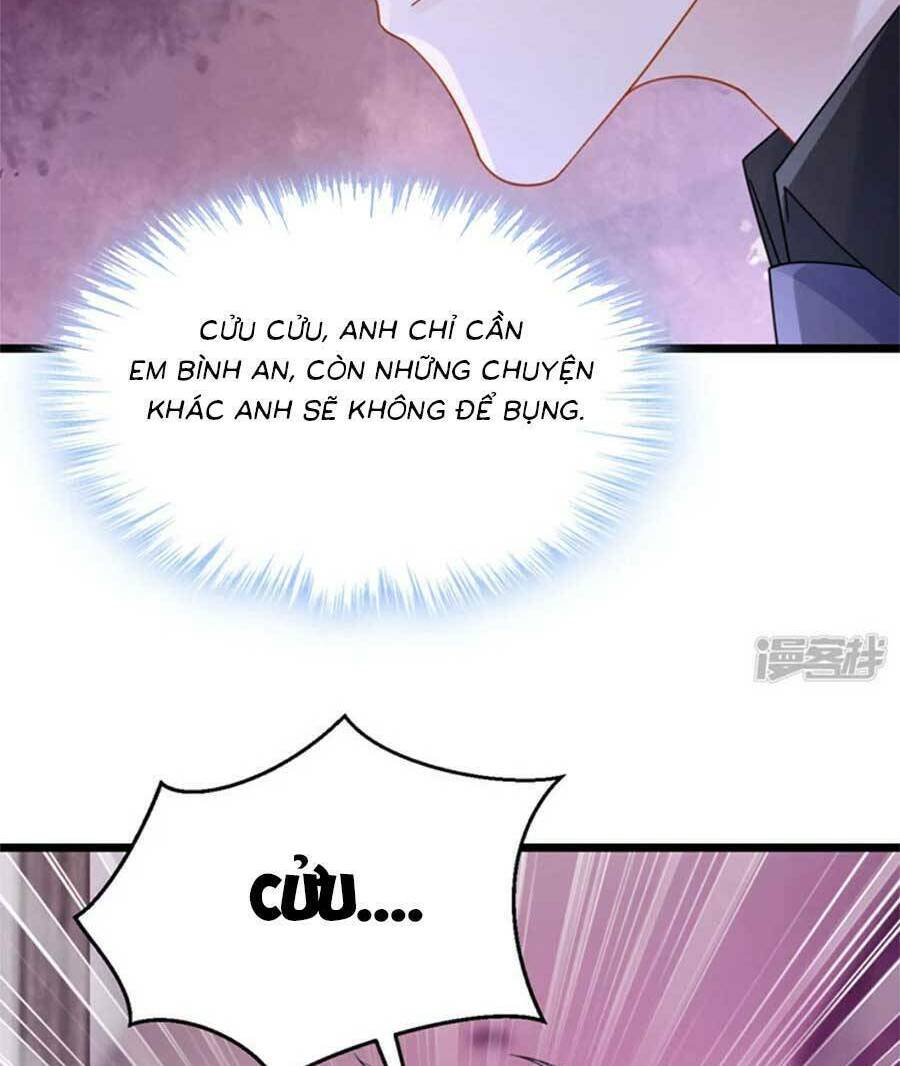 CỬU CỬU, ANH CHỈ CẦN
EM BÌNH AN, CÒN NHỮNG CHUYỆN
KHÁC ANH SẼ KHÔNG ĐỂ BỤNG.
漫客栈
CỬU....